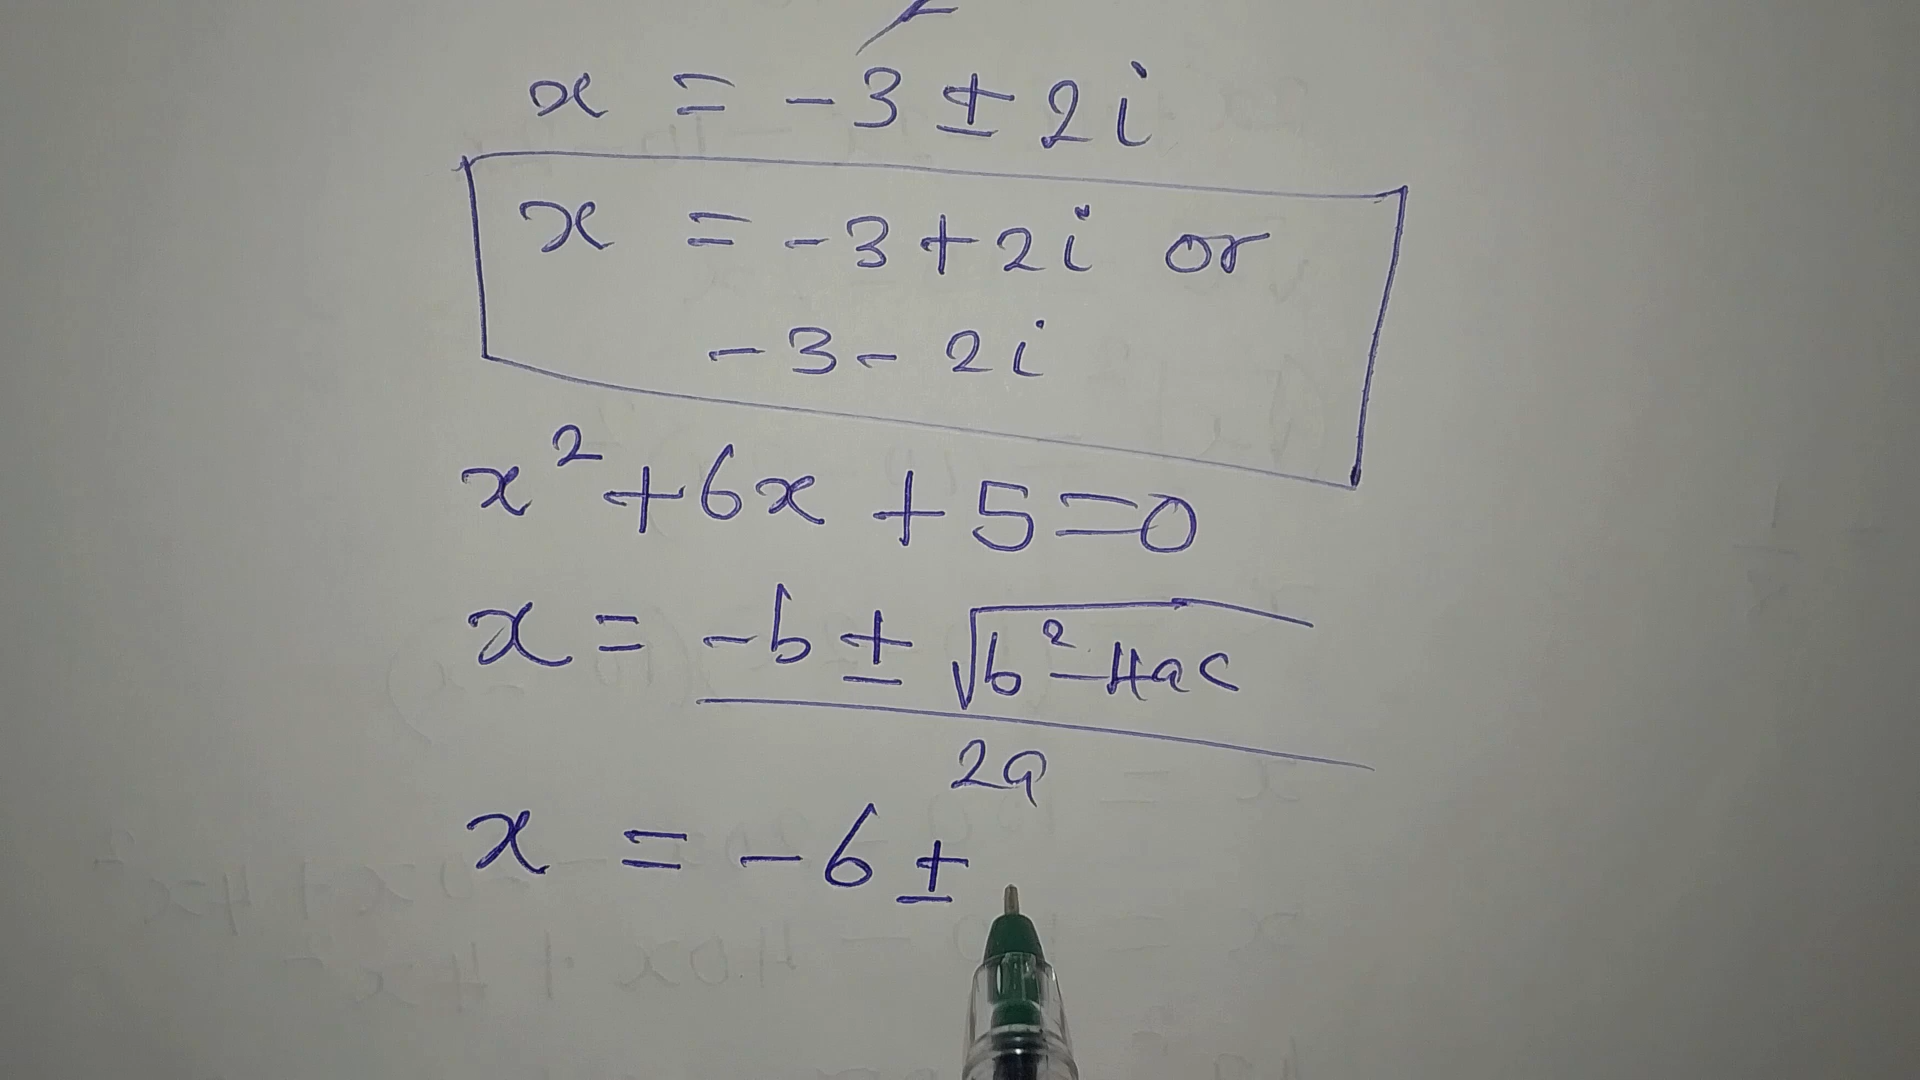 x = -3 ± 2i
x = -3 + 2i or
-3 - 2i
x² + 6x + 5 = 0
x = -b ± √b² - 4ac
2a
x = -6 ±